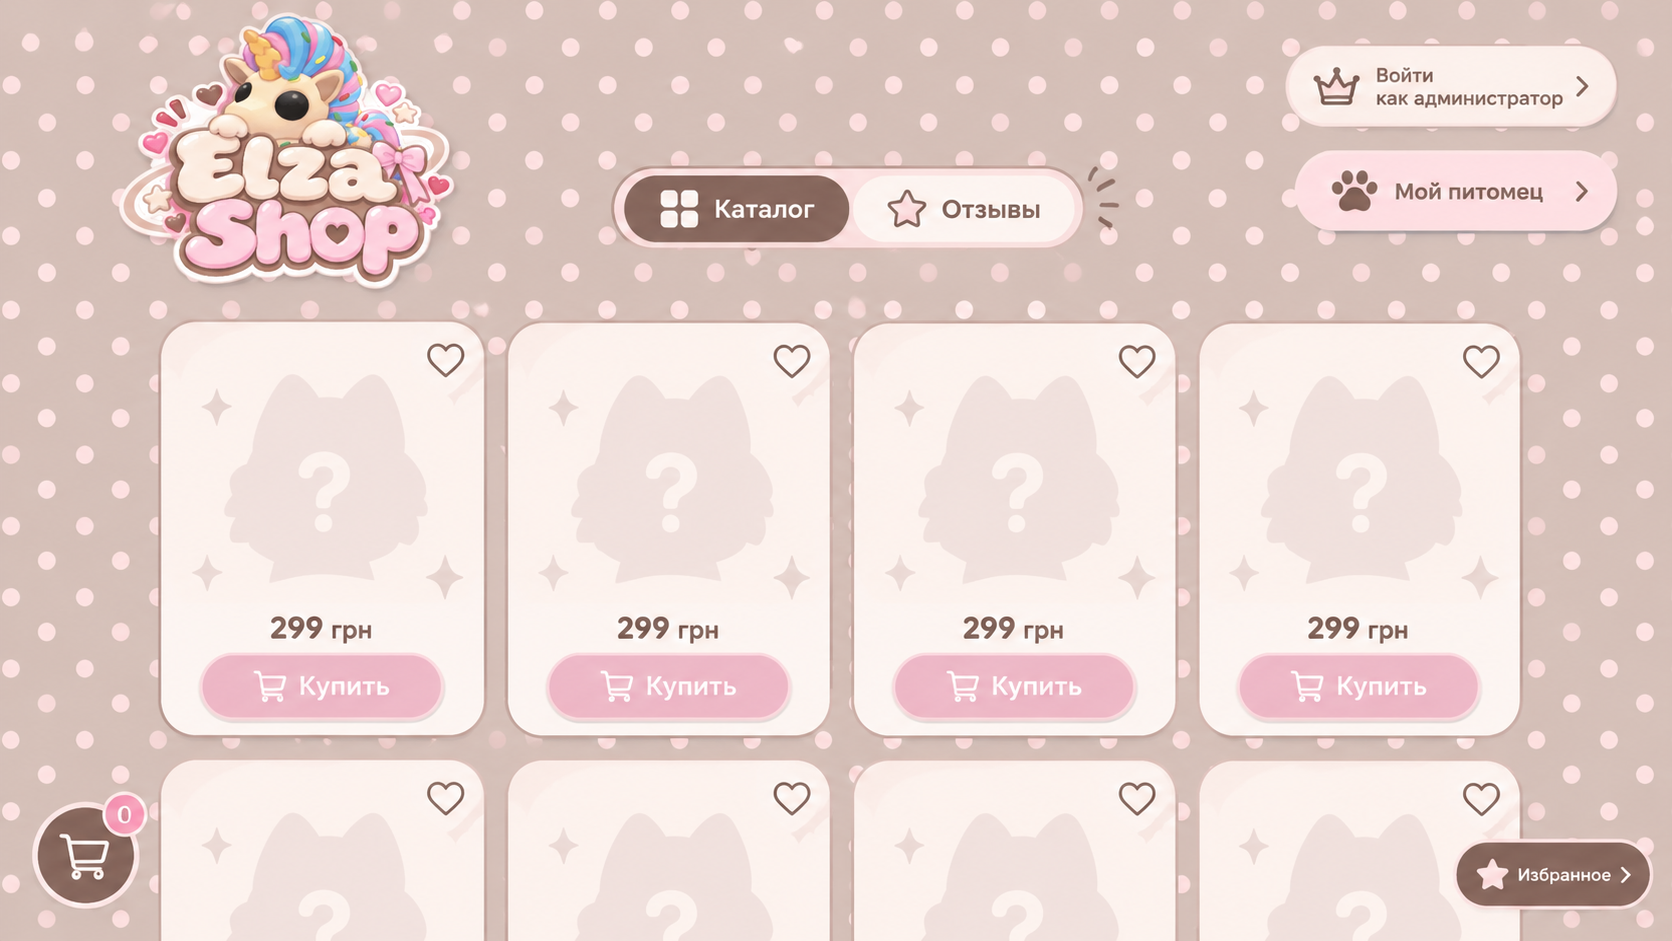 Elza
Shop
Войти
как администратор
Мой питомец
Каталог
Отзывы
?
?
?
?
299 грн
299 грн
299 грн
299 грн
Купить
Купить
Купить
Купить
0
?
?
?
?
Избранное